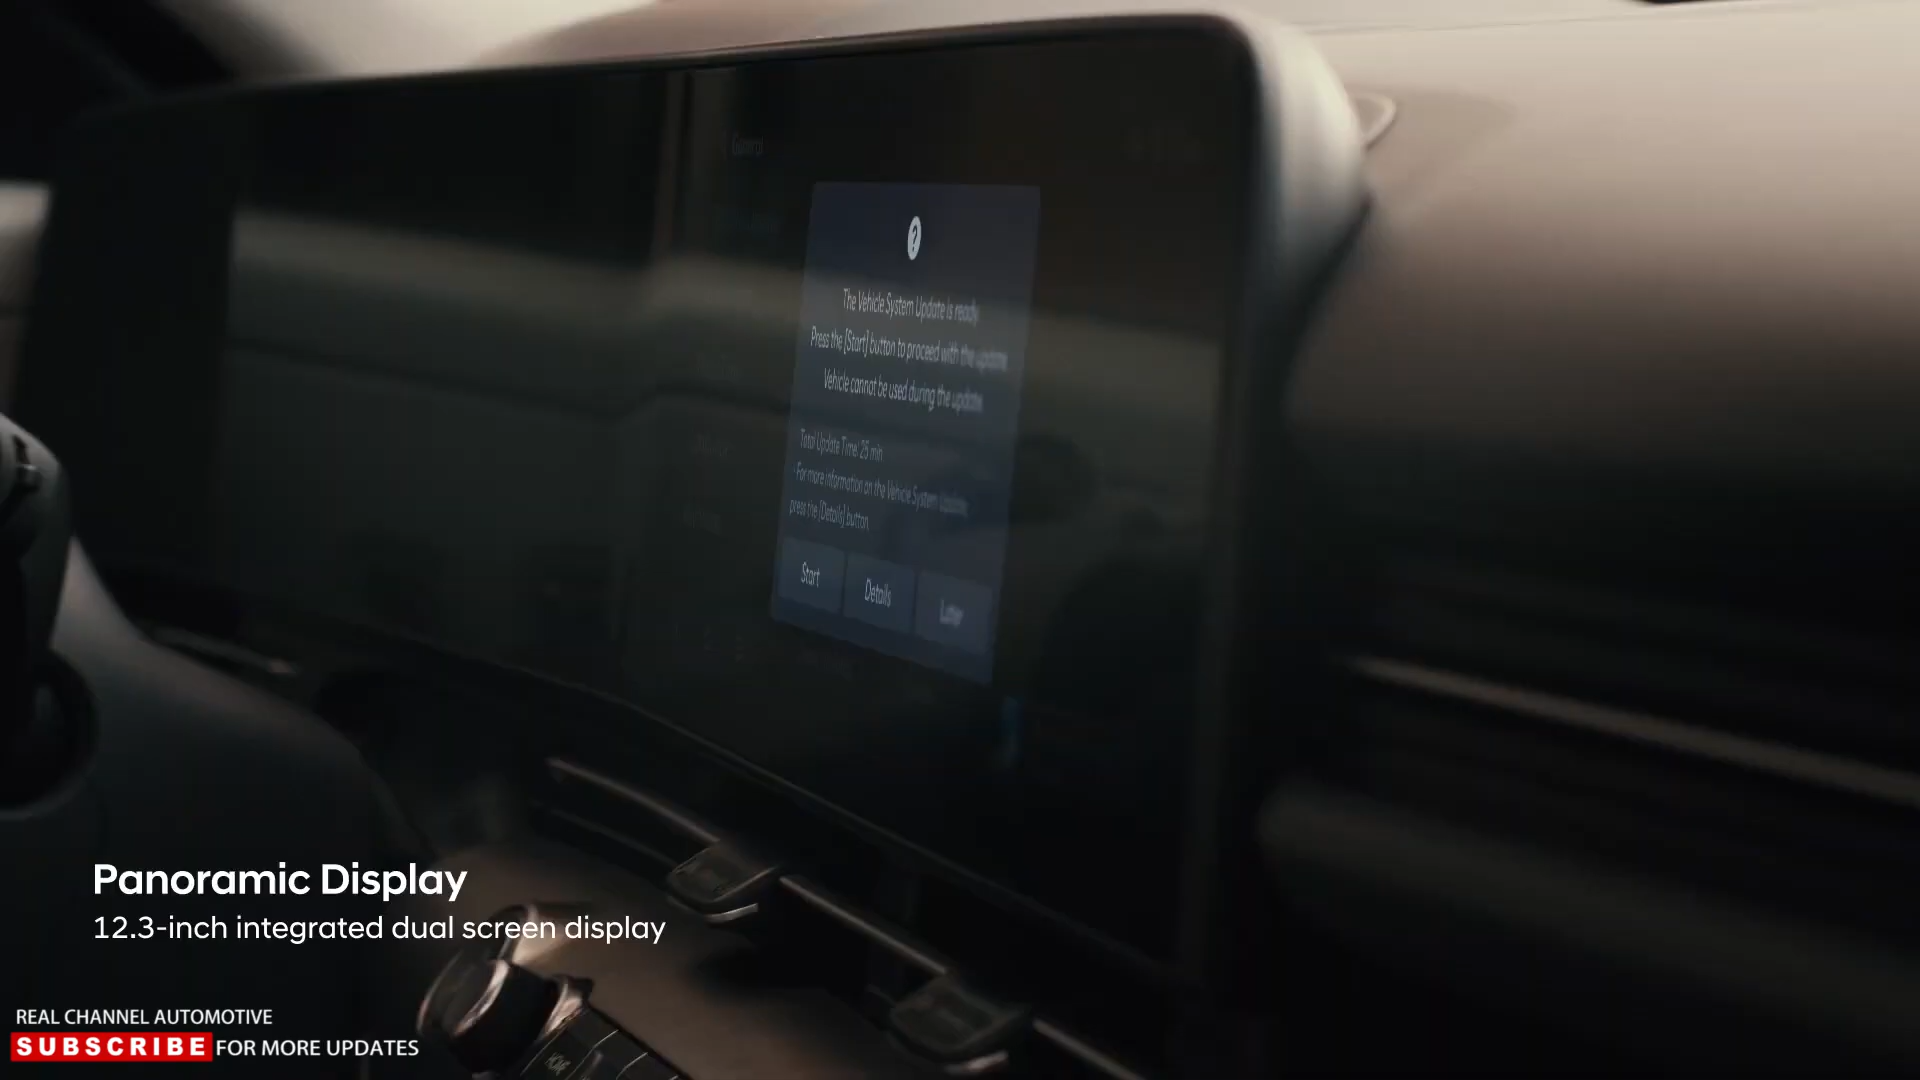 General
?
The Vehicle System Update is ready
Press the [Start] button to proceed with the update.
Vehicle cannot be used during the update.
Total Update Time: 25 min
- For more information on the Vehicle System Update,
press the [Details] button.
Start
Details
Later
Panoramic Display
12.3-inch integrated dual screen display
REAL CHANNEL AUTOMOTIVE
SUBSCRIBE FOR MORE UPDATES
HOME